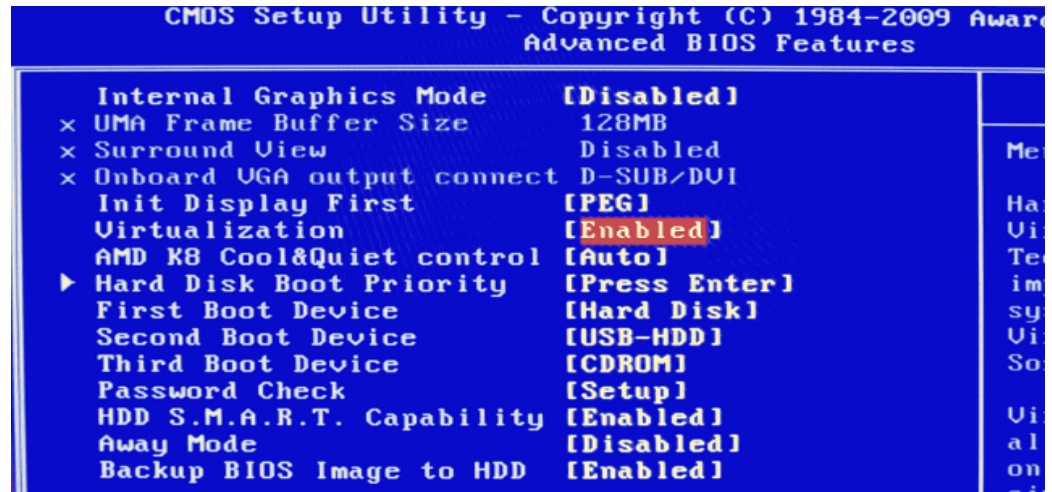 CMOS Setup Utility – Copyright (C) 1984–2009
Advanced BIOS Features
Internal Graphics Mode [Disabled]
x UMA Frame Buffer Size 128MB
x Surround View Disabled
x Onboard VGA output connect D-SUB/DVI
Init Display First [PEG]
Virtualization [Enabled]
AMD K8 Cool&Quiet control [Auto]
Hard Disk Boot Priority [Press Enter]
First Boot Device [Hard Disk]
Second Boot Device [USB-HDD]
Third Boot Device [CDROM]
Password Check [Setup]
HDD S.M.A.R.T. Capability [Enabled]
Away Mode [Disabled]
Backup BIOS Image to HDD [Enabled]